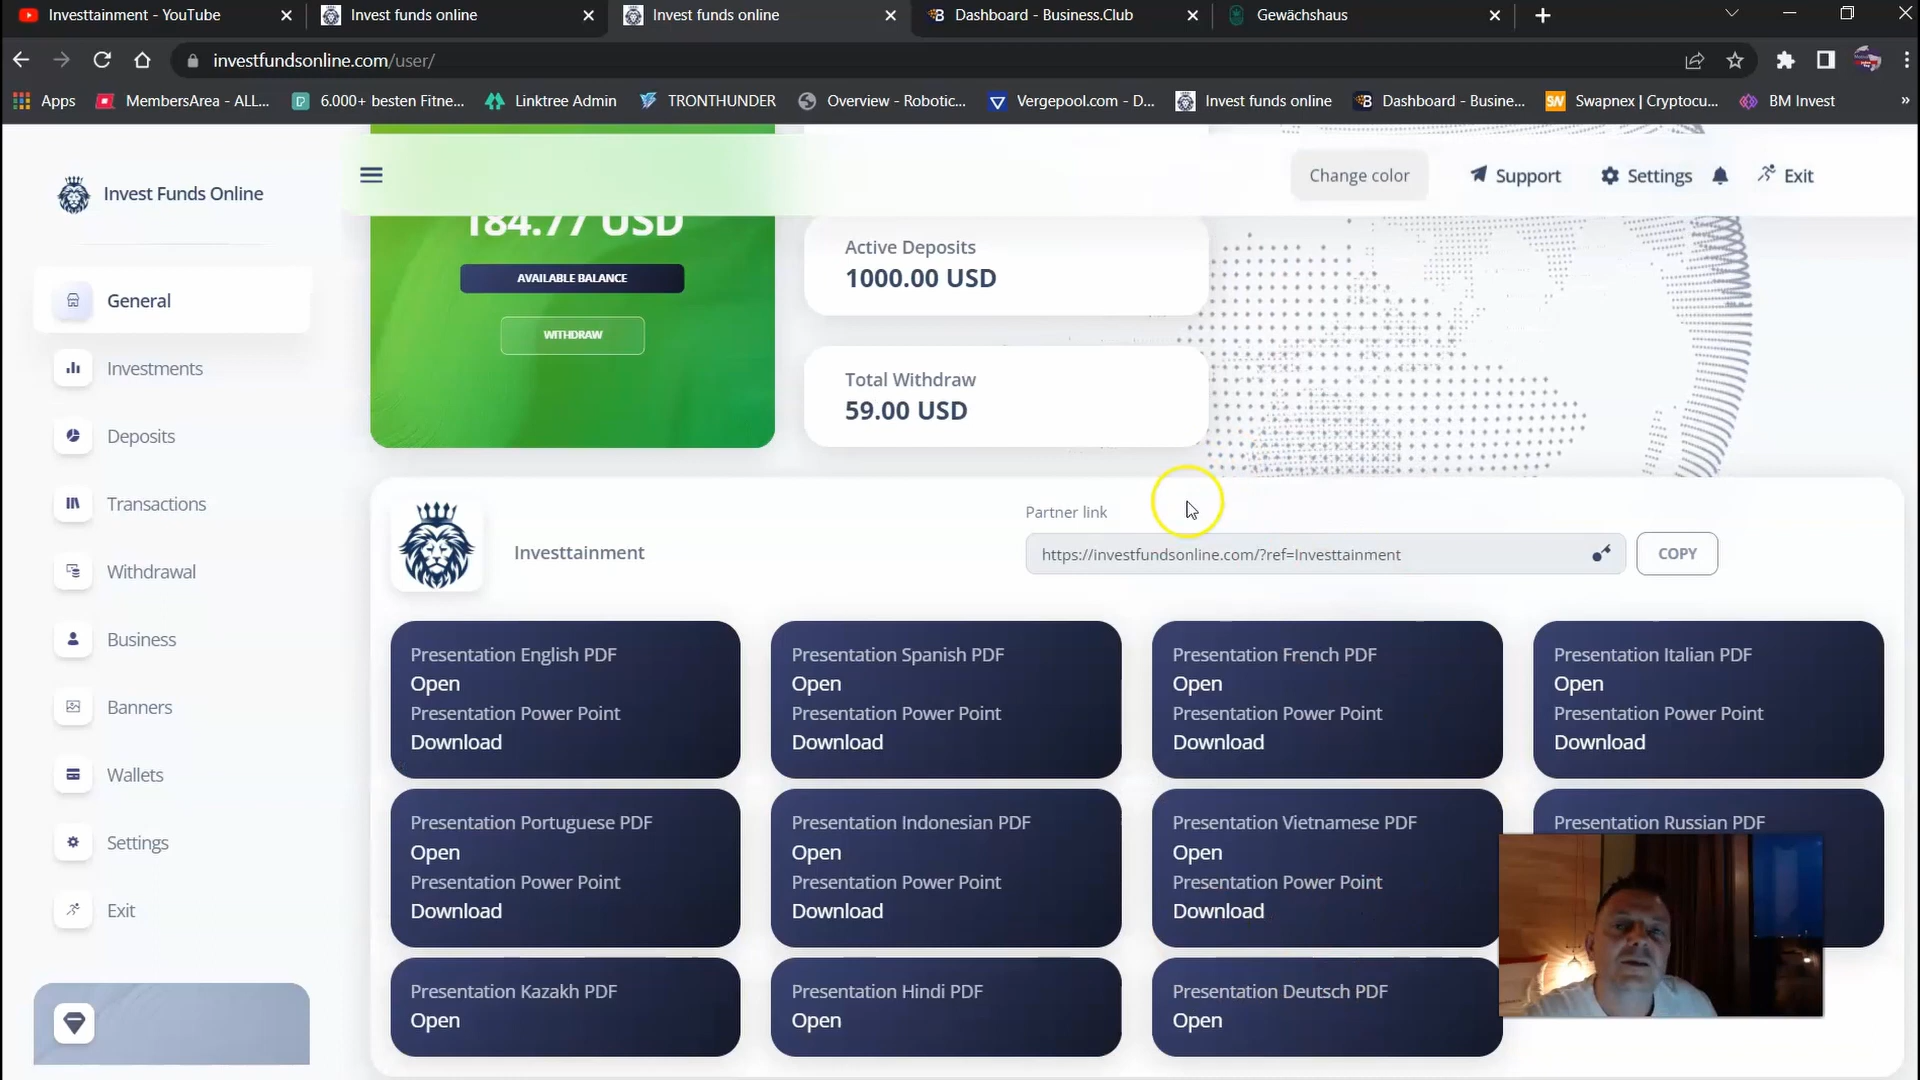 Investtainment - YouTube
Invest funds online
Invest funds online
Dashboard - Business.Club
Gewächshaus
investfundsonline.com/user/
Apps
MembersArea - ALL...
6.000+ besten Fitne...
Linktree Admin
TRONTHUNDER
Overview - Robotic...
Vergepool.com - D...
Invest funds online
Dashboard - Busine...
Swapnex | Cryptocu...
BM Invest
Invest Funds Online
Change color
Support
Settings
Exit
General
Investments
Deposits
Transactions
Withdrawal
Business
Banners
Wallets
Settings
Exit
184.77 USD
AVAILABLE BALANCE
WITHDRAW
Active Deposits
1000.00 USD
Total Withdraw
59.00 USD
Investtainment
Partner link
https://investfundsonline.com/?ref=Investtainment
COPY
Presentation English PDF
Open
Presentation Power Point
Download
Presentation Spanish PDF
Open
Presentation Power Point
Download
Presentation French PDF
Open
Presentation Power Point
Download
Presentation Italian PDF
Open
Presentation Power Point
Download
Presentation Portuguese PDF
Open
Presentation Power Point
Download
Presentation Indonesian PDF
Open
Presentation Power Point
Download
Presentation Vietnamese PDF
Open
Presentation Power Point
Download
Presentation Russian PDF
Presentation Kazakh PDF
Open
Presentation Hindi PDF
Open
Presentation Deutsch PDF
Open